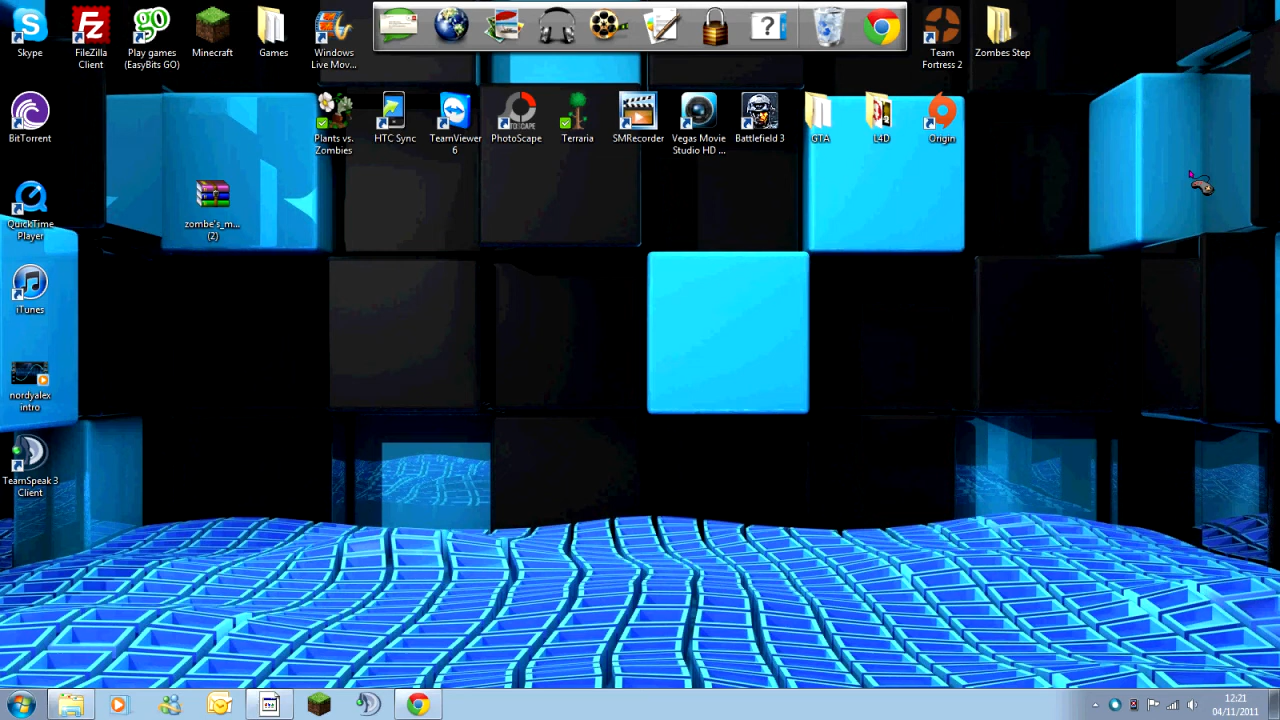 Skype
FileZilla
Client
Play games
(EasyBits GO)
Minecraft
Games
Windows
Live Mov...
Team
Fortress 2
Zombes Step
BitTorrent
Plants vs.
Zombies
HTC Sync
TeamViewer
6
PhotoScape
Terraria
SMRecorder
Vegas Movie
Studio HD ...
Battlefield 3
GTA
L4D
Origin
QuickTime
Player
zombe's_m...
(2)
iTunes
nordyalex
intro
TeamSpeak 3
Client
12:21
04/11/2011